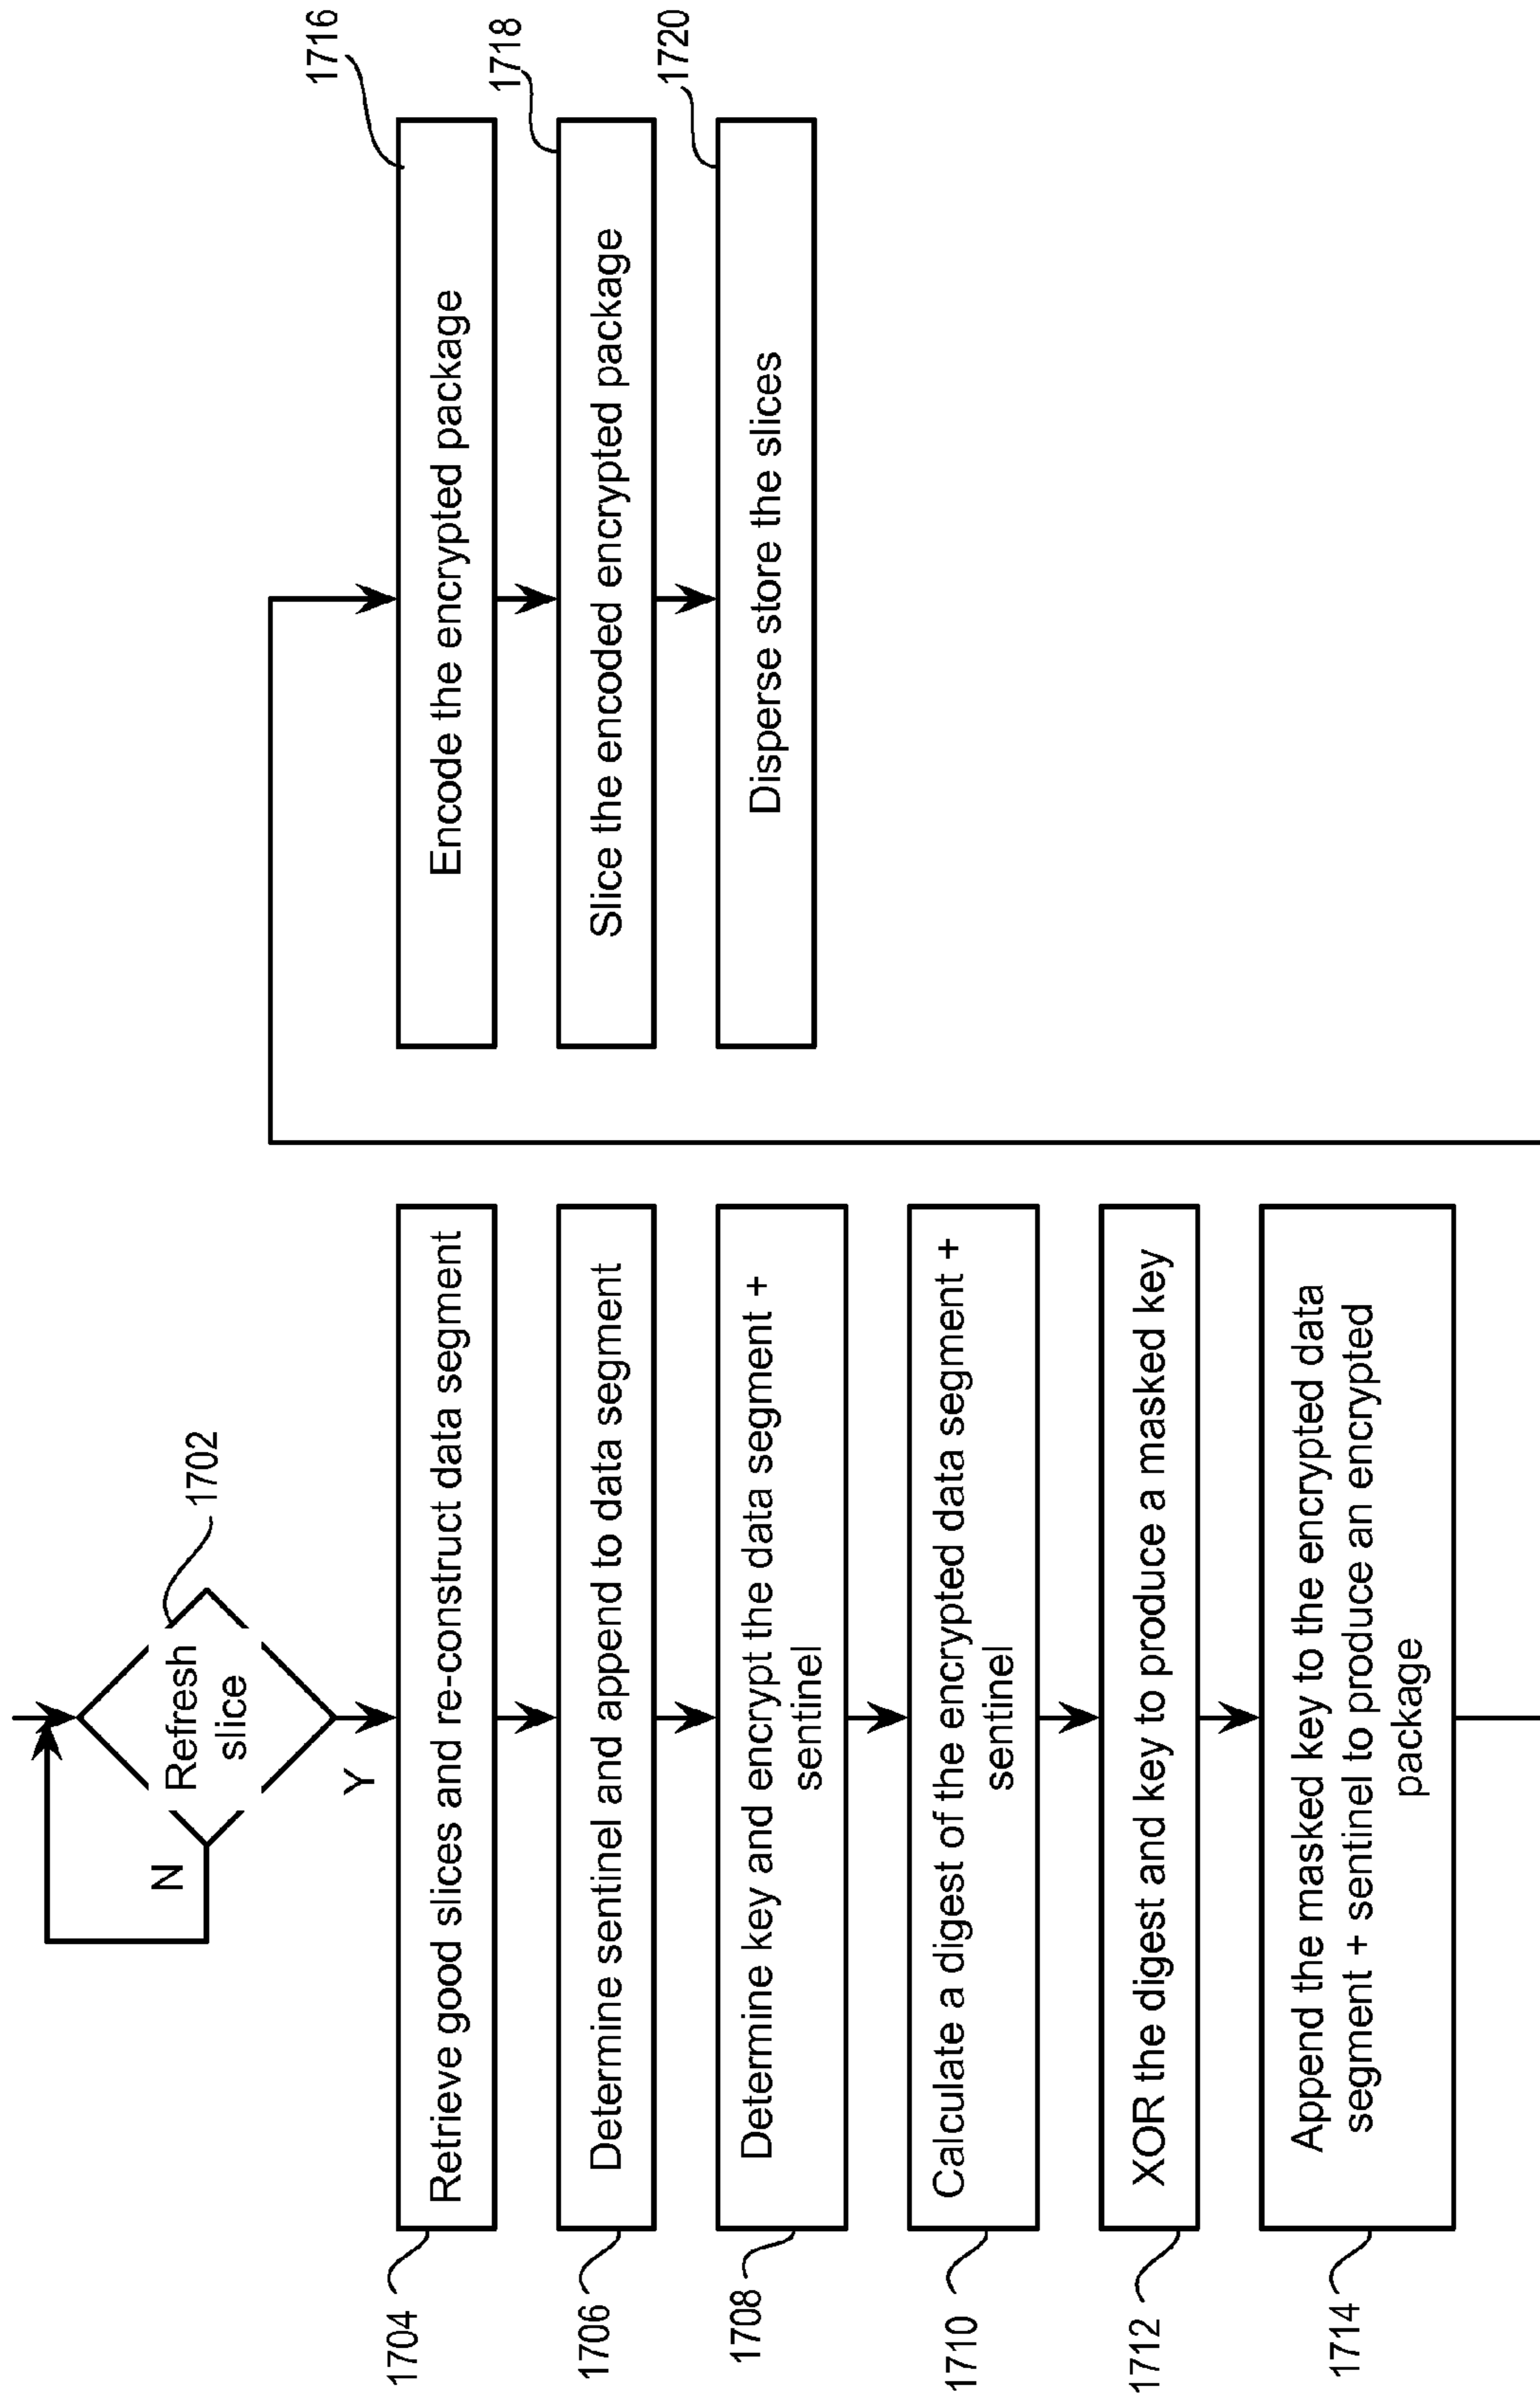 1702
Refresh
slice
N
Y
1704
Retrieve good slices and re-construct data segment
1706
Determine sentinel and append to data segment
1708
Determine key and encrypt the data segment +
sentinel
1710
Calculate a digest of the encrypted data segment +
sentinel
1712
XOR the digest and key to produce a masked key
1714
Append the masked key to the encrypted data
segment + sentinel to produce an encrypted
package
1716
Encode the encrypted package
1718
Slice the encoded encrypted package
1720
Disperse store the slices